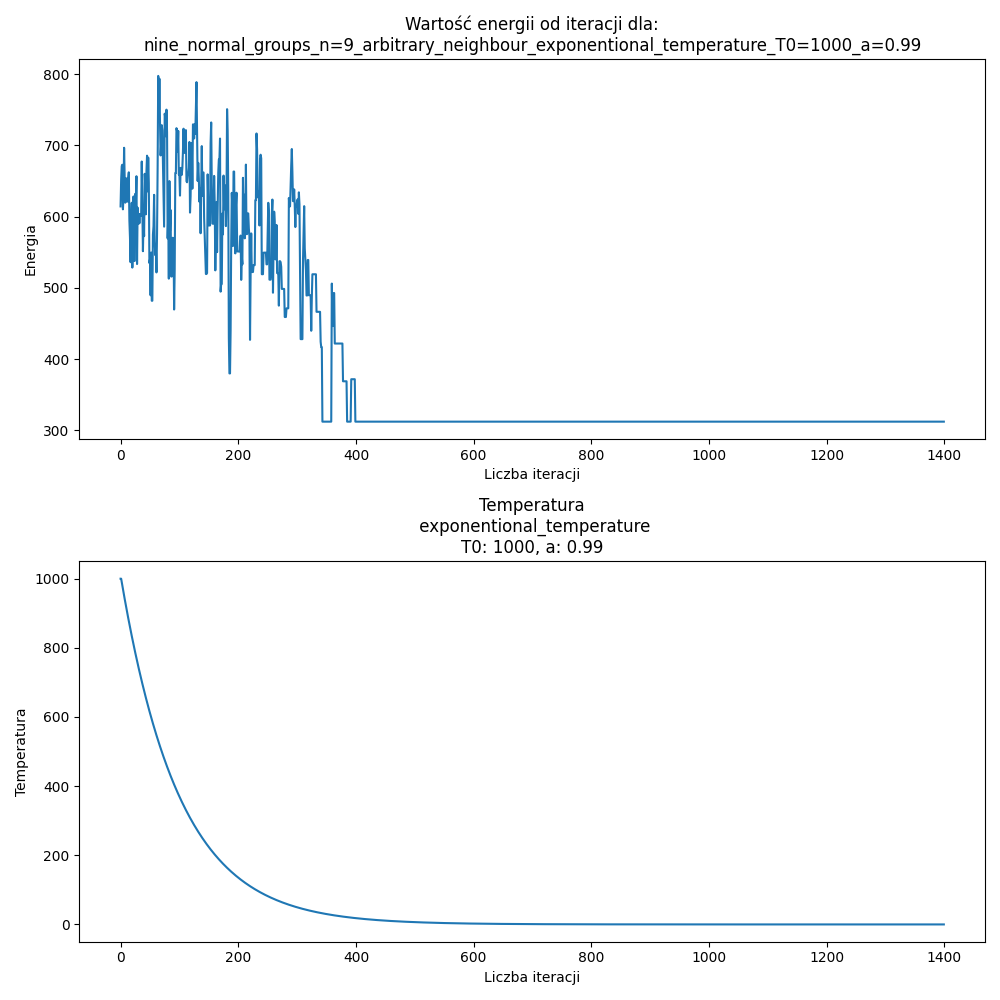 Wartość energii od iteracji dla:
nine_normal_groups_n=9_arbitrary_neighbour_exponentional_temperature_T0=1000_a=0.99
800
700
600
500
400
300
Energia
0 200 400 600 800 1000 1200 1400
Liczba iteracji
Temperatura
exponentional_temperature
T0: 1000, a: 0.99
1000
800
600
400
200
0
Temperatura
0 200 400 600 800 1000 1200 1400
Liczba iteracji